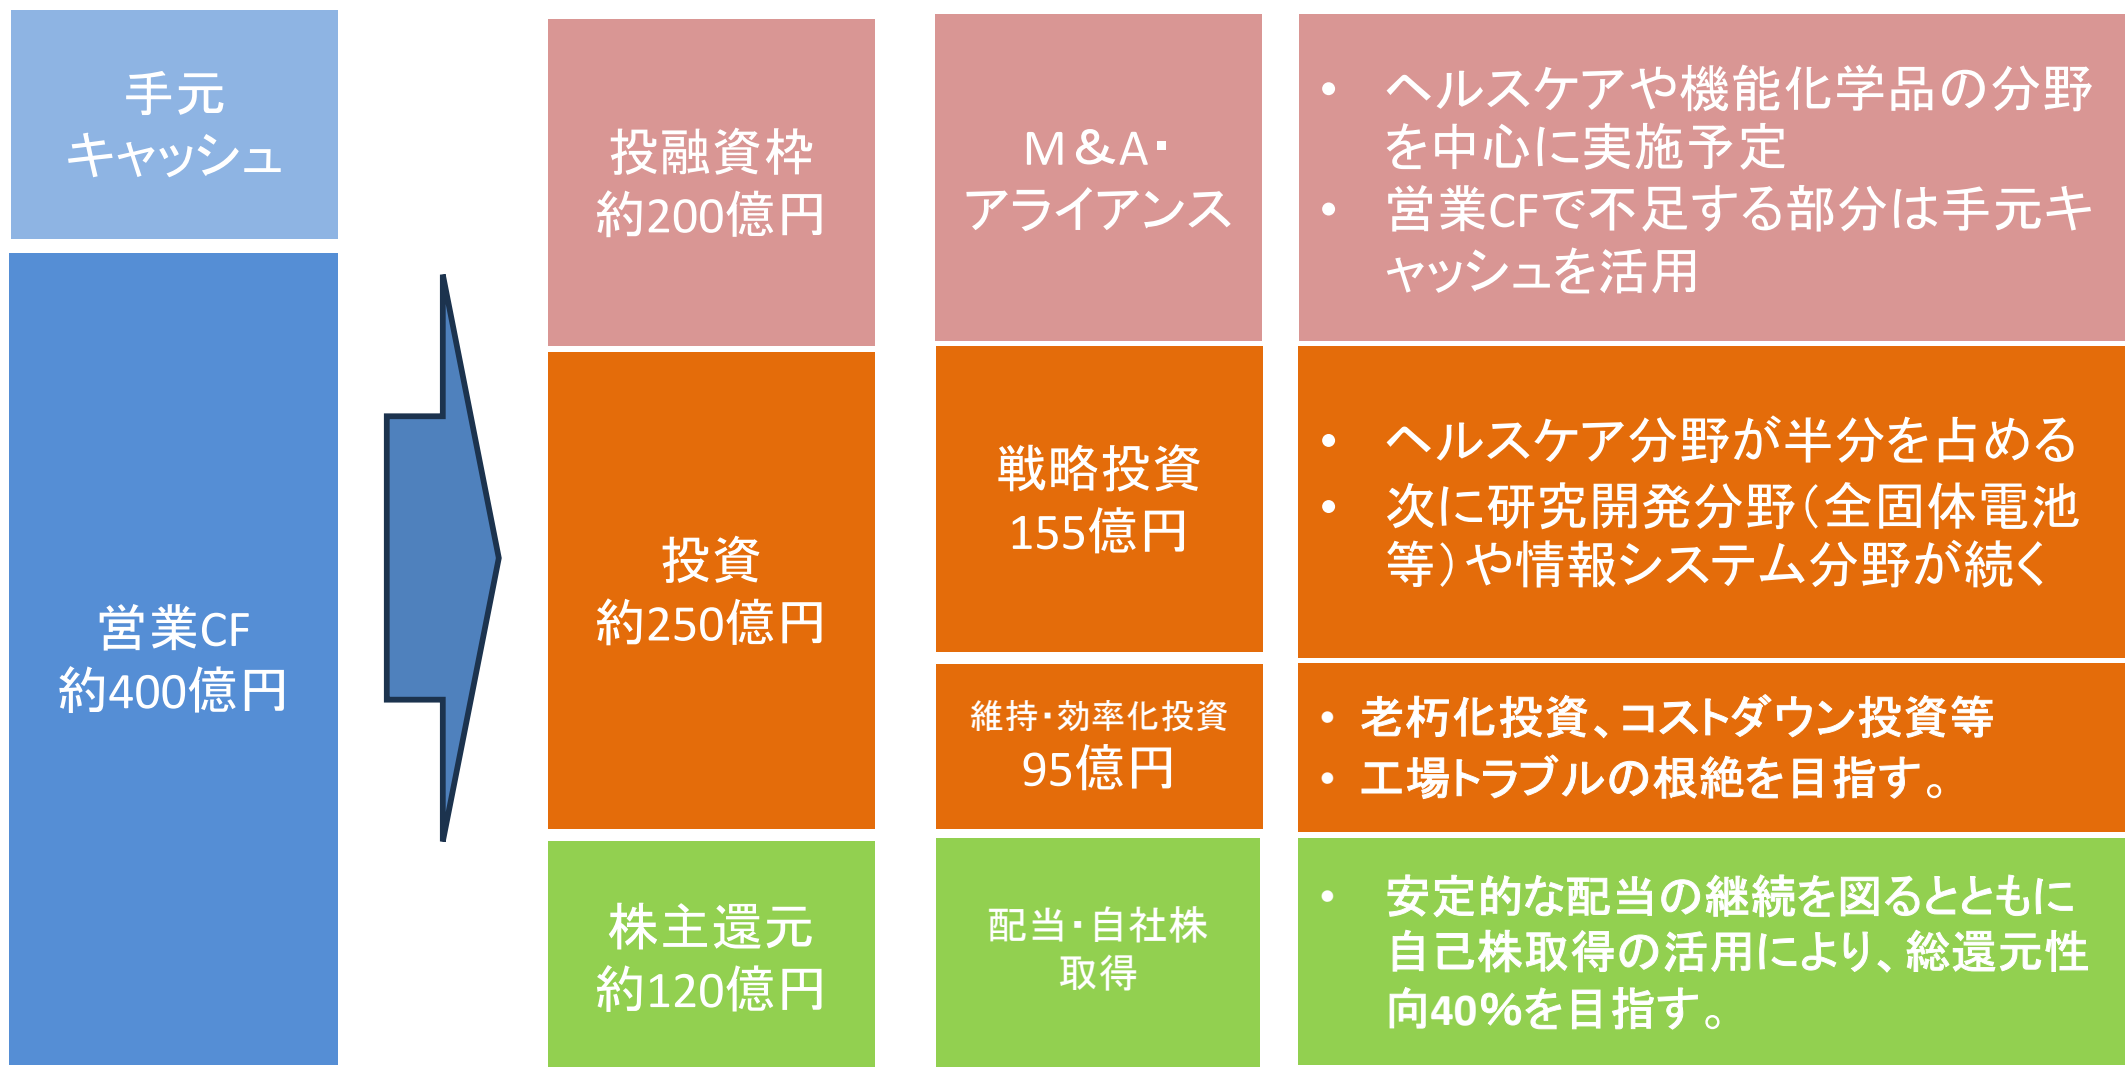 手元
キャッシュ
営業CF
約400億円
投融資枠
約200億円
投資
約250億円
株主還元
約120億円
M&A・
アライアンス
戦略投資
155億円
維持・効率化投資
95億円
配当・自社株
取得
• ヘルスケアや機能化学品の分野
を中心に実施予定
• 営業CFで不足する部分は手元キ
ャッシュを活用
• ヘルスケア分野が半分を占める
• 次に研究開発分野(全固体電池
等)や情報システム分野が続く
• 老朽化投資、コストダウン投資等
• 工場トラブルの根絶を目指す。
• 安定的な配当の継続を図るとともに
自己株取得の活用により、総還元性
向40%を目指す。